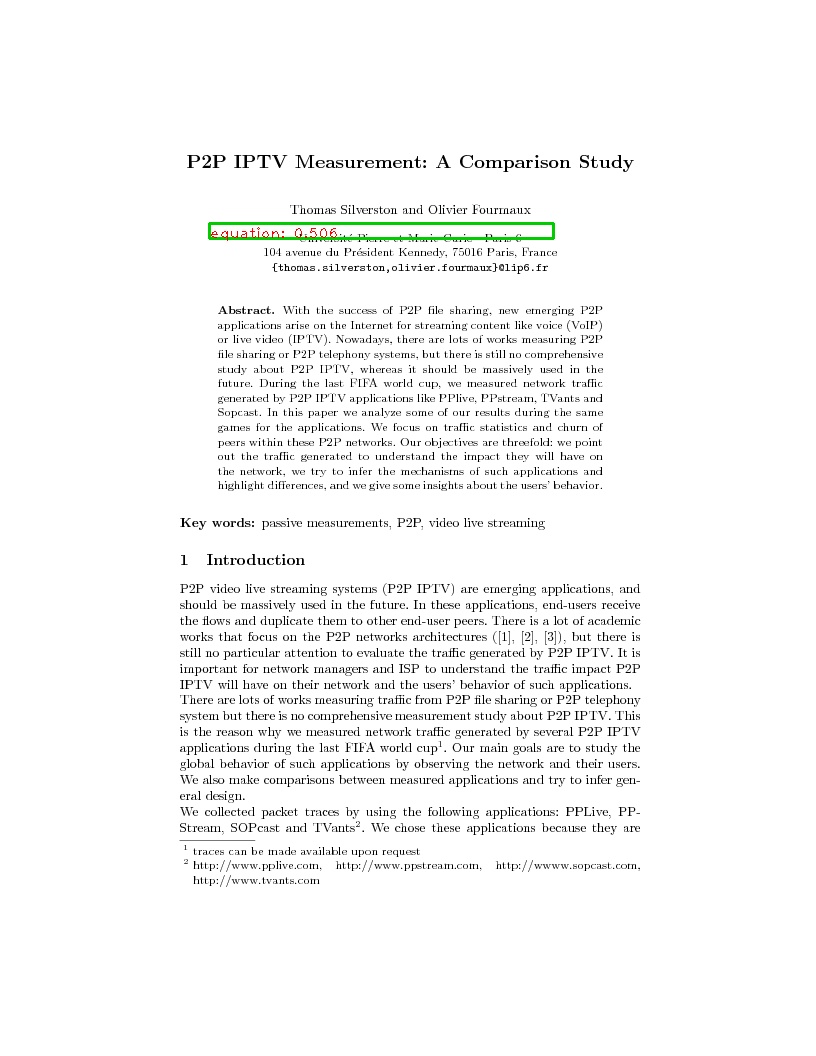 P2P IPTV Measurement: A Comparison Study
Thomas Silverston and Olivier Fourmaux
equation: 0.506
Université Pierre et Marie Curie - Paris 6
104 avenue du Président Kennedy, 75016 Paris, France
{thomas.silverston,olivier.fourmaux}@lip6.fr
Abstract. With the success of P2P file sharing, new emerging P2P
applications arise on the Internet for streaming content like voice (VoIP)
or live video (IPTV). Nowadays, there are lots of works measuring P2P
file sharing or P2P telephony systems, but there is still no comprehensive
study about P2P IPTV, whereas it should be massively used in the
future. During the last FIFA world cup, we measured network traffic
generated by P2P IPTV applications like PPlive, PPstream, TVants and
Sopcast. In this paper we analyze some of our results during the same
games for the applications. We focus on traffic statistics and churn of
peers within these P2P networks. Our objectives are threefold: we point
out the traffic generated to understand the impact they will have on
the network, we try to infer the mechanisms of such applications and
highlight differences, and we give some insights about the users' behavior.
Key words: passive measurements, P2P, video live streaming
1 Introduction
P2P video live streaming systems (P2P IPTV) are emerging applications, and
should be massively used in the future. In these applications, end-users receive
the flows and duplicate them to other end-user peers. There is a lot of academic
works that focus on the P2P networks architectures ([1], [2], [3]), but there is
still no particular attention to evaluate the traffic generated by P2P IPTV. It is
important for network managers and ISP to understand the traffic impact P2P
IPTV will have on their network and the users' behavior of such applications.
There are lots of works measuring traffic from P2P file sharing or P2P telephony
system but there is no comprehensive measurement study about P2P IPTV. This
is the reason why we measured network traffic generated by several P2P IPTV
applications during the last FIFA world cup1. Our main goals are to study the
global behavior of such applications by observing the network and their users.
We also make comparisons between measured applications and try to infer gen-
eral design.
We collected packet traces by using the following applications: PPLive, PP-
Stream, SOPcast and TVants2. We chose these applications because they are
1 traces can be made available upon request
2 http://www.pplive.com, http://www.ppstream.com, http://wwww.sopcast.com,
http://www.tvants.com